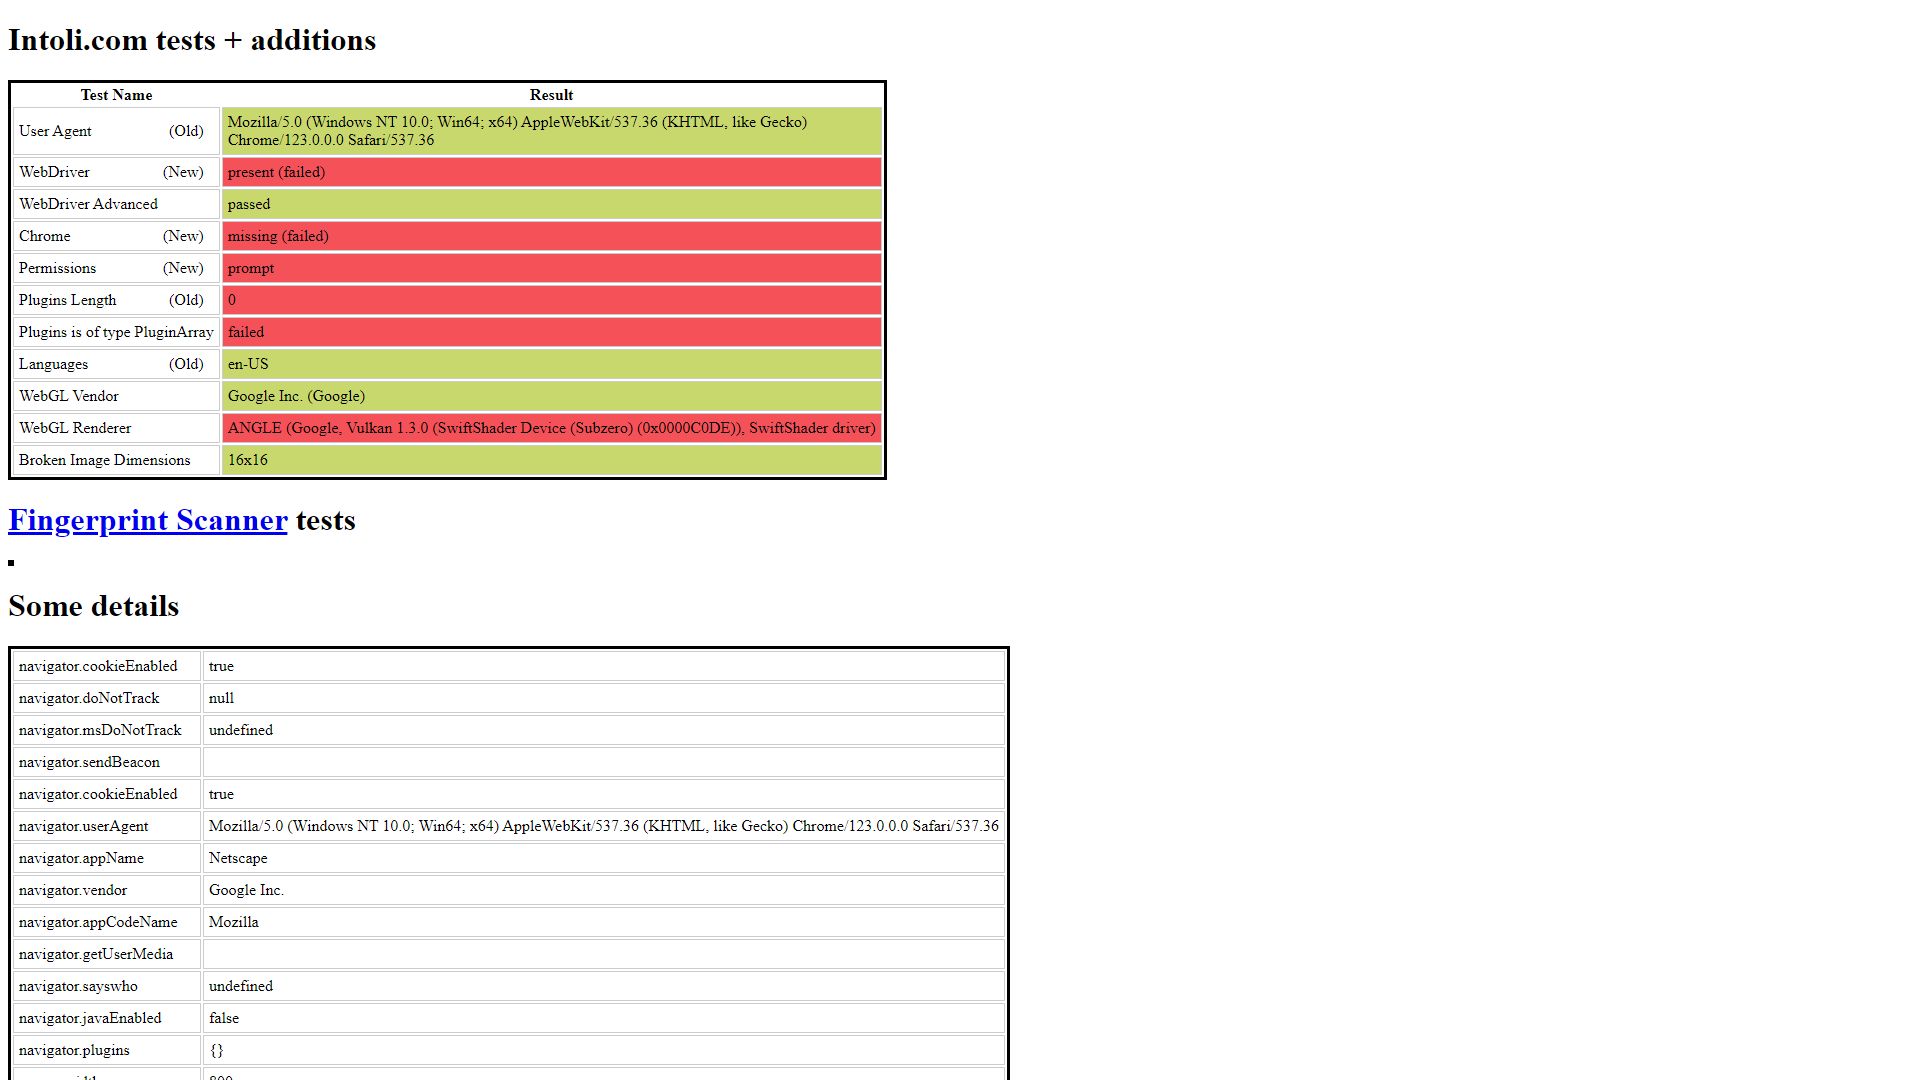 Intoli.com tests + additions
Test Name Result
User Agent (Old) Mozilla/5.0 (Windows NT 10.0; Win64; x64) AppleWebKit/537.36 (KHTML, like Gecko)
Chrome/123.0.0.0 Safari/537.36
WebDriver (New) present (failed)
WebDriver Advanced passed
Chrome (New) missing (failed)
Permissions (New) prompt
Plugins Length (Old) 0
Plugins is of type PluginArray failed
Languages (Old) en-US
WebGL Vendor Google Inc. (Google)
WebGL Renderer ANGLE (Google, Vulkan 1.3.0 (SwiftShader Device (Subzero) (0x0000C0DE)), SwiftShader driver)
Broken Image Dimensions 16x16
Fingerprint Scanner tests
Some details
navigator.cookieEnabled true
navigator.doNotTrack null
navigator.msDoNotTrack undefined
navigator.sendBeacon
navigator.cookieEnabled true
navigator.userAgent Mozilla/5.0 (Windows NT 10.0; Win64; x64) AppleWebKit/537.36 (KHTML, like Gecko) Chrome/123.0.0.0 Safari/537.36
navigator.appName Netscape
navigator.vendor Google Inc.
navigator.appCodeName Mozilla
navigator.getUserMedia
navigator.sayswho undefined
navigator.javaEnabled false
navigator.plugins {}